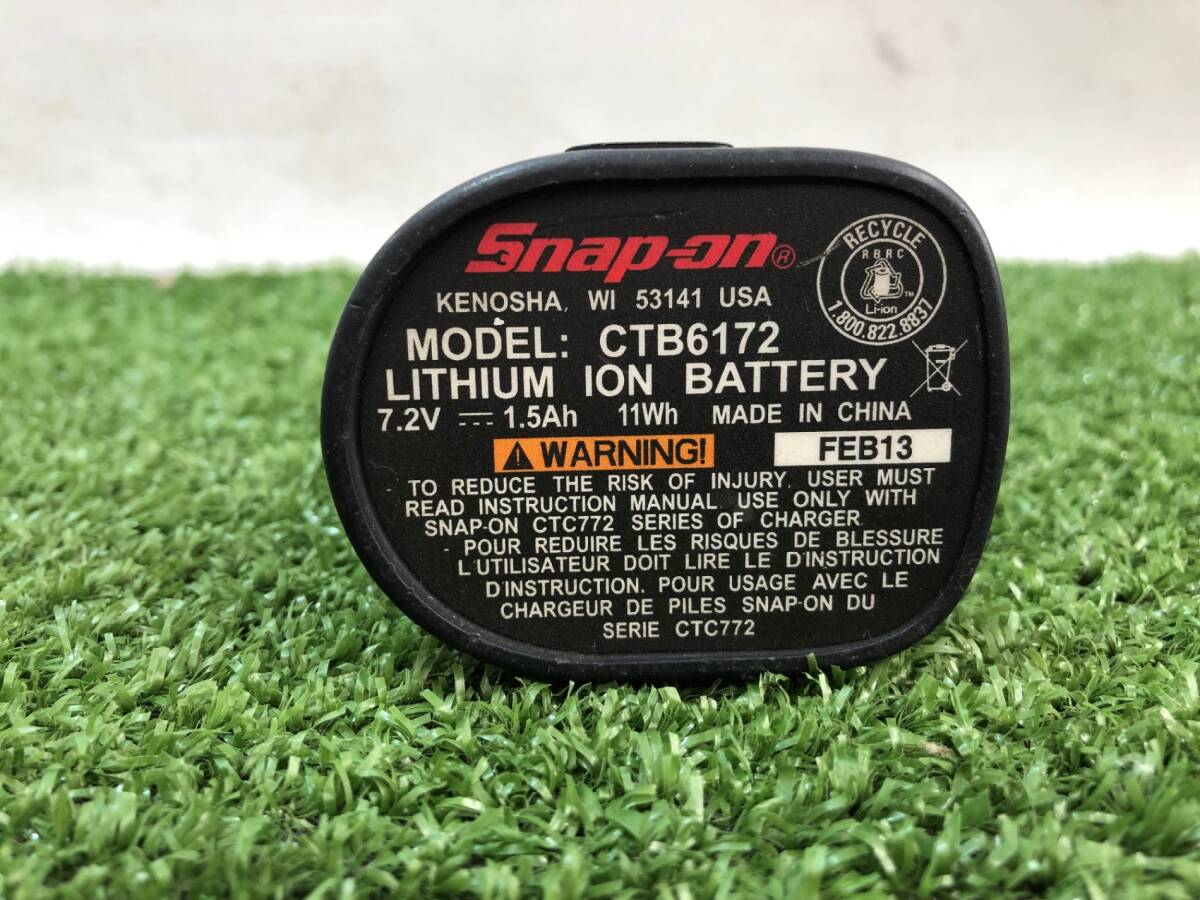 Snap-on®
KENOSHA, WI 53141 USA
RECYCLE
RBRC
Li-ion
TM
1.800.822.8837
MODEL: CTB6172
LITHIUM ION BATTERY
7.2V 1.5Ah 11Wh MADE IN CHINA
WARNING!
FEB13
- TO REDUCE THE RISK OF INJURY, USER MUST
READ INSTRUCTION MANUAL. USE ONLY WITH
SNAP-ON CTC772 SERIES OF CHARGER.
- POUR REDUIRE LES RISQUES DE BLESSURE
L'UTILISATEUR DOIT LIRE LE D'INSTRUCTION
D'INSTRUCTION. POUR USAGE AVEC LE
CHARGEUR DE PILES SNAP-ON DU
SERIE CTC772